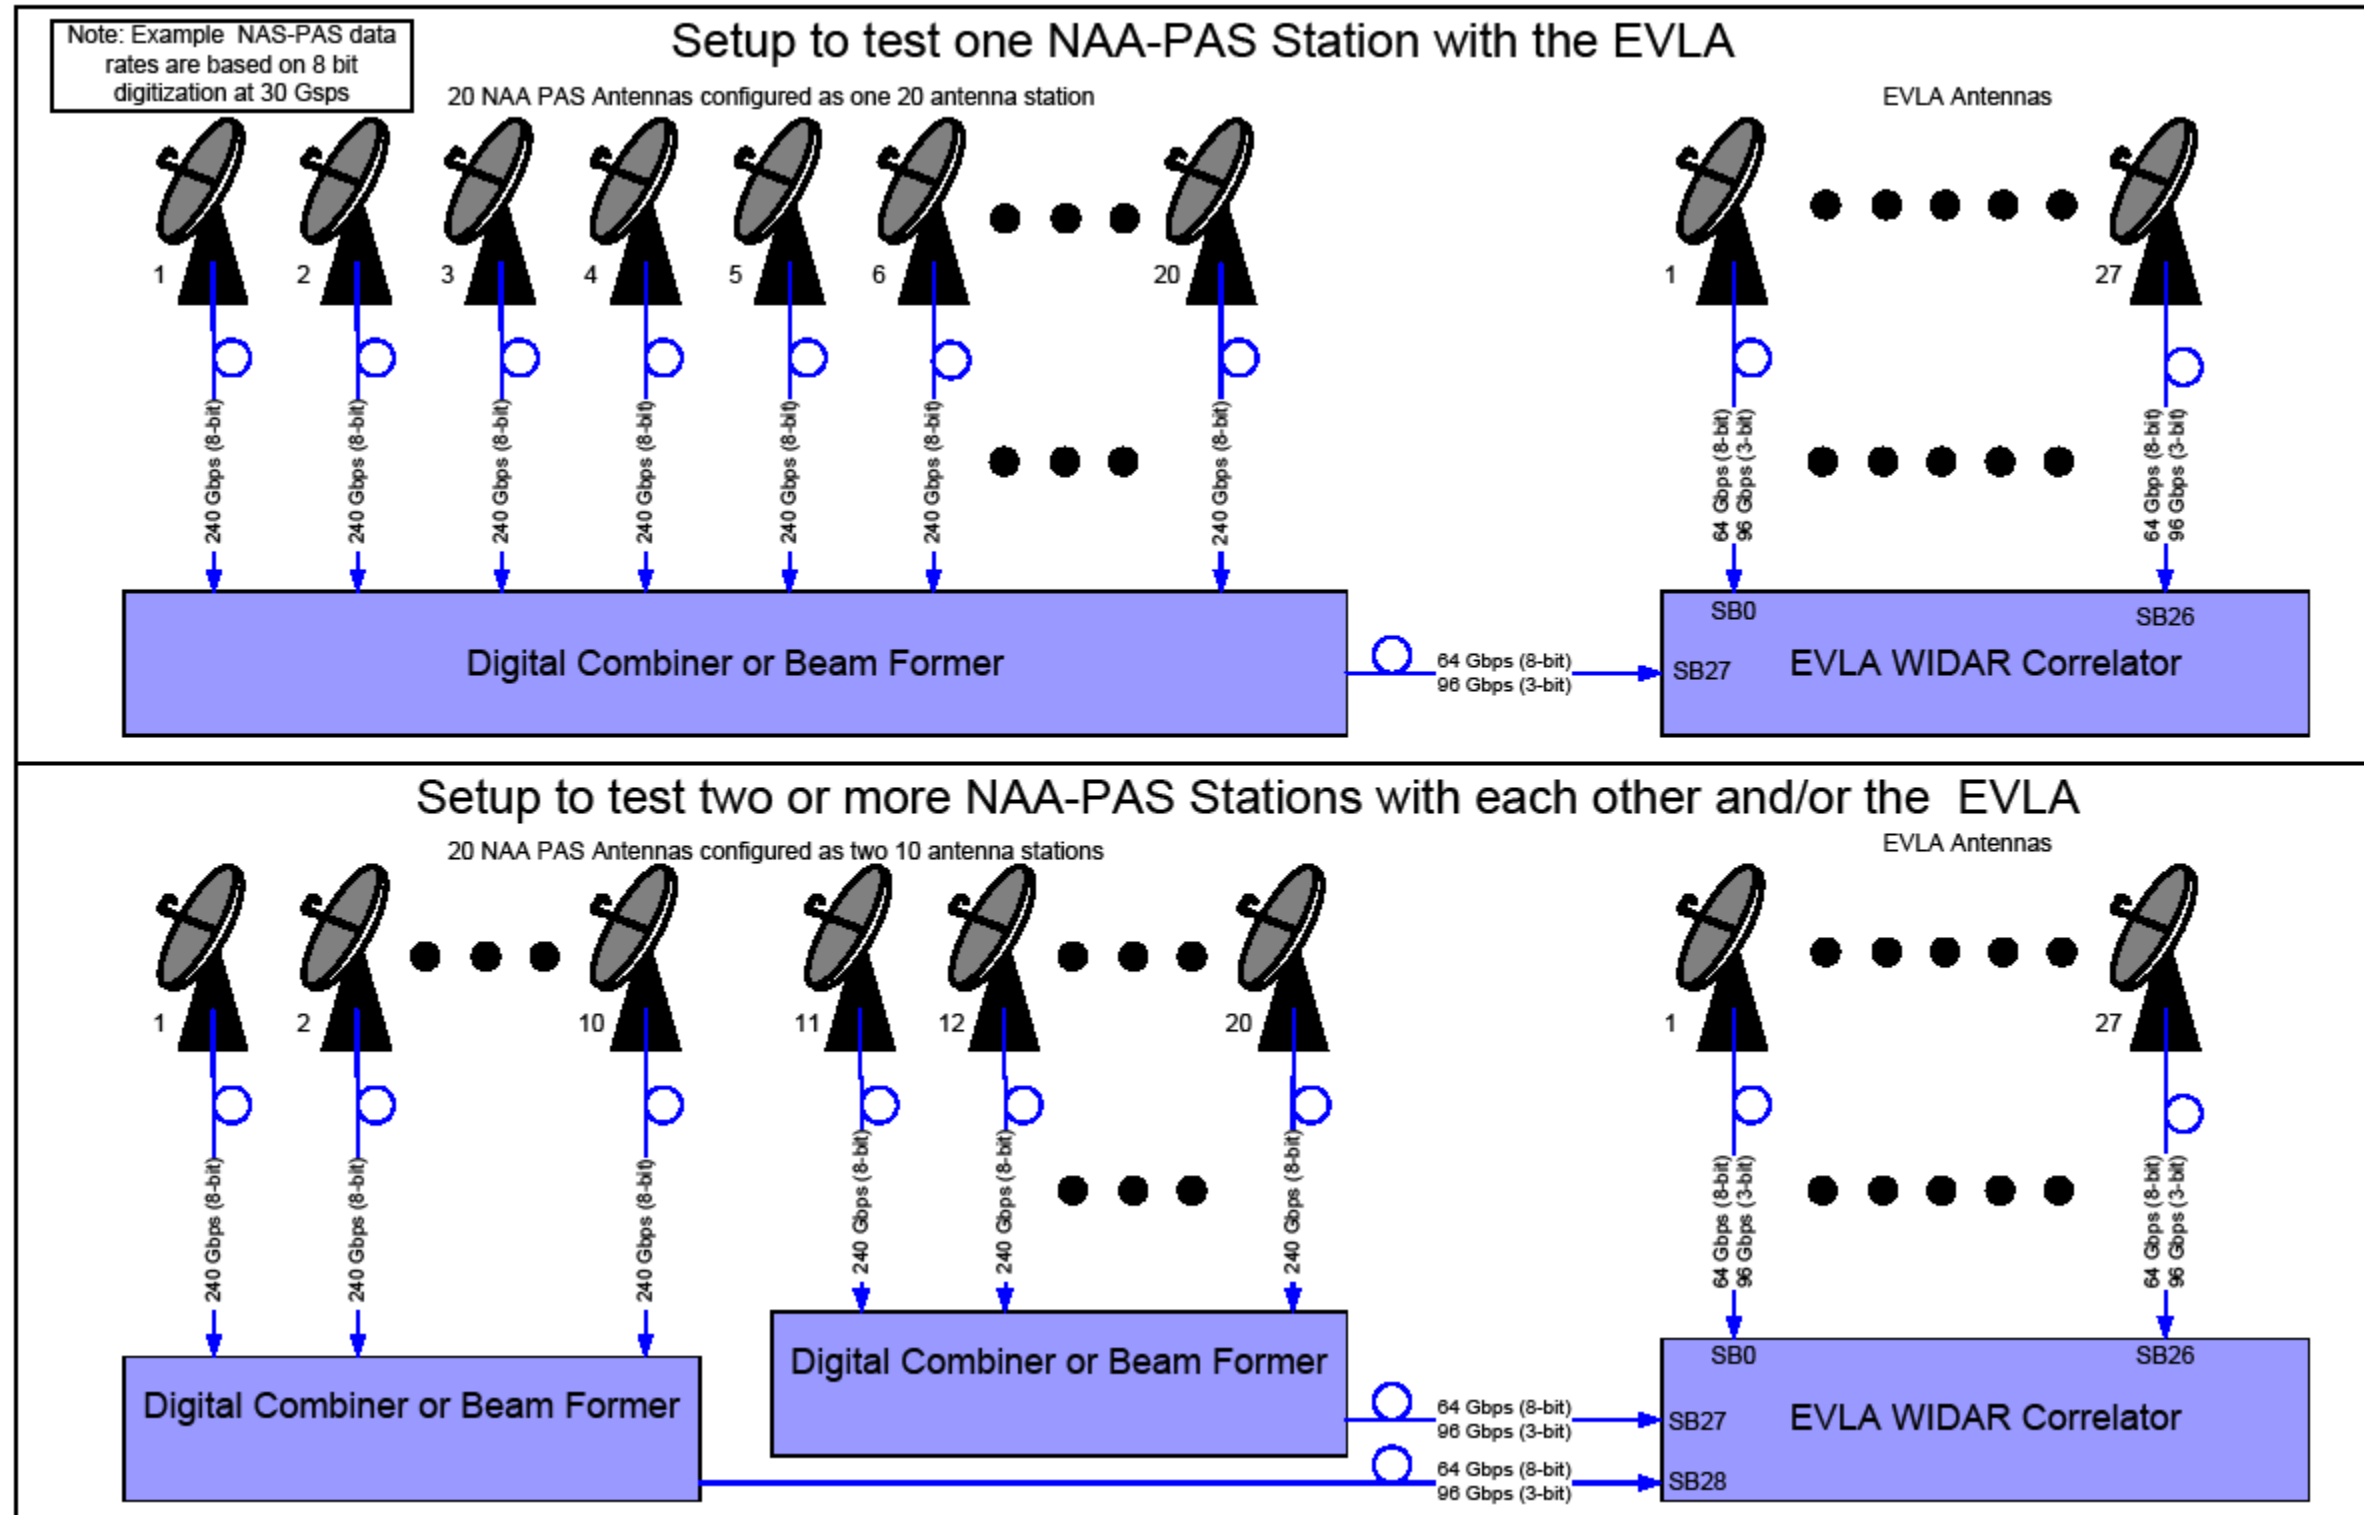 Note: Example NAS-PAS data
rates are based on 8 bit
digitization at 30 Gsps
Setup to test one NAA-PAS Station with the EVLA
20 NAA PAS Antennas configured as one 20 antenna station
EVLA Antennas
1
2
3
4
5
6
20
1
27
240 Gbps (8-bit)
240 Gbps (8-bit)
240 Gbps (8-bit)
240 Gbps (8-bit)
240 Gbps (8-bit)
240 Gbps (8-bit)
240 Gbps (8-bit)
64 Gbps (8-bit)
96 Gbps (3-bit)
64 Gbps (8-bit)
96 Gbps (3-bit)
Digital Combiner or Beam Former
64 Gbps (8-bit)
96 Gbps (3-bit)
SB0
SB26
SB27
EVLA WIDAR Correlator
Setup to test two or more NAA-PAS Stations with each other and/or the EVLA
20 NAA PAS Antennas configured as two 10 antenna stations
EVLA Antennas
1
2
10
11
12
20
1
27
240 Gbps (8-bit)
240 Gbps (8-bit)
240 Gbps (8-bit)
240 Gbps (8-bit)
240 Gbps (8-bit)
240 Gbps (8-bit)
64 Gbps (8-bit)
96 Gbps (3-bit)
64 Gbps (8-bit)
96 Gbps (3-bit)
Digital Combiner or Beam Former
Digital Combiner or Beam Former
64 Gbps (8-bit)
96 Gbps (3-bit)
64 Gbps (8-bit)
96 Gbps (3-bit)
SB0
SB26
SB27
EVLA WIDAR Correlator
SB28